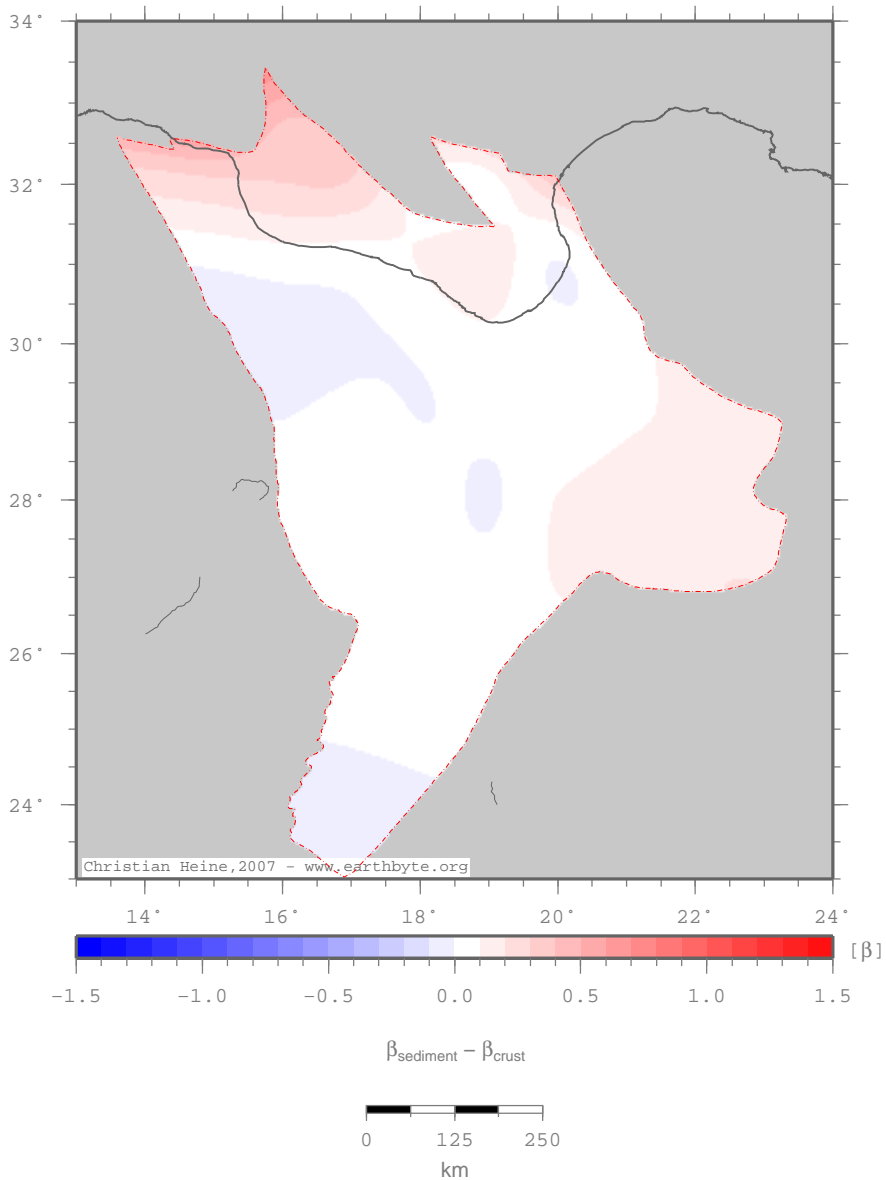 34°
32°
30°
28°
26°
24°
Christian Heine,2007 - www.earthbyte.org
14° 16° 18° 20° 22° 24°
[β]
-1.5 -1.0 -0.5 0.0 0.5 1.0 1.5
βsediment – βcrust
0 125 250
km